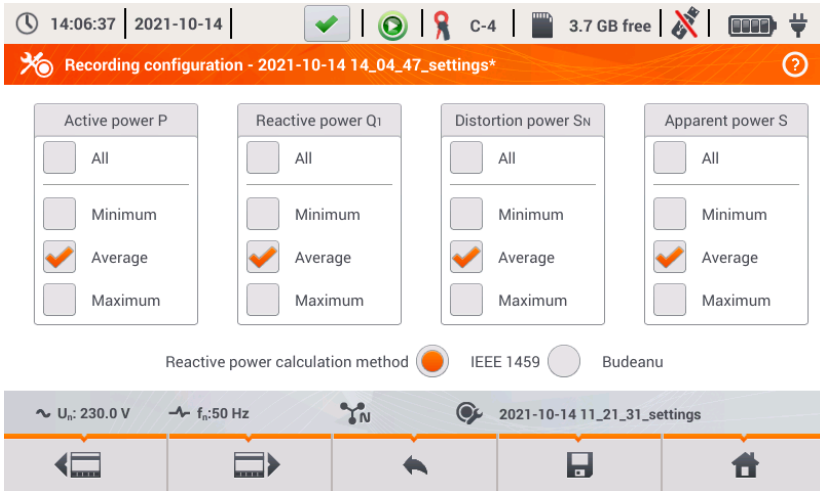 14:06:37 2021-10-14 C-4 3.7 GB free
Recording configuration - 2021-10-14 14_04_47_settings* ?
Active power P
All
Minimum
Average
Maximum
Reactive power Q1
All
Minimum
Average
Maximum
Distortion power SN
All
Minimum
Average
Maximum
Apparent power S
All
Minimum
Average
Maximum
Reactive power calculation method IEEE 1459 Budeanu
Un: 230.0 V fn:50 Hz N 2021-10-14 11_21_31_settings